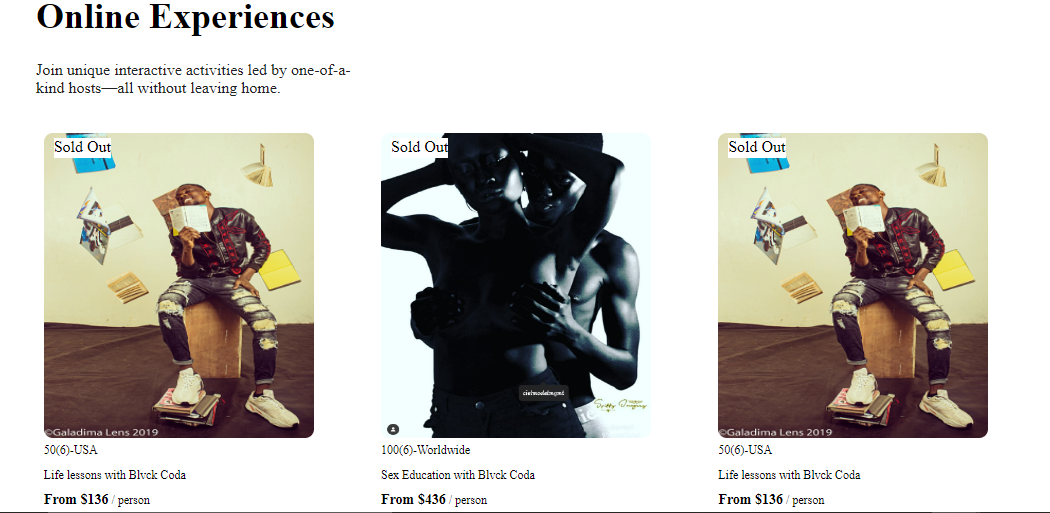 Online Experiences
Join unique interactive activities led by one-of-a-
kind hosts—all without leaving home.
Sold Out
Sold Out
Sold Out
©Galadima Lens 2019
©Galadima Lens 2019
50(6)-USA
100(6)-Worldwide
50(6)-USA
Life lessons with Blvck Coda
Sex Education with Blvck Coda
Life lessons with Blvck Coda
From $136 / person
From $436 / person
From $136 / person